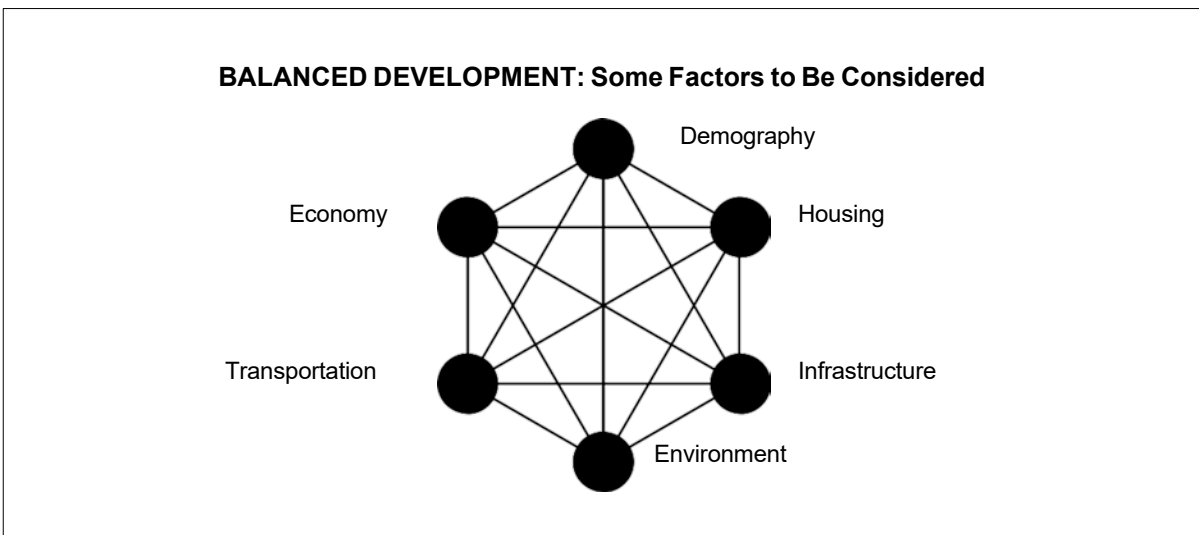 BALANCED DEVELOPMENT: Some Factors to Be Considered
Demography
Economy
Housing
Transportation
Infrastructure
Environment